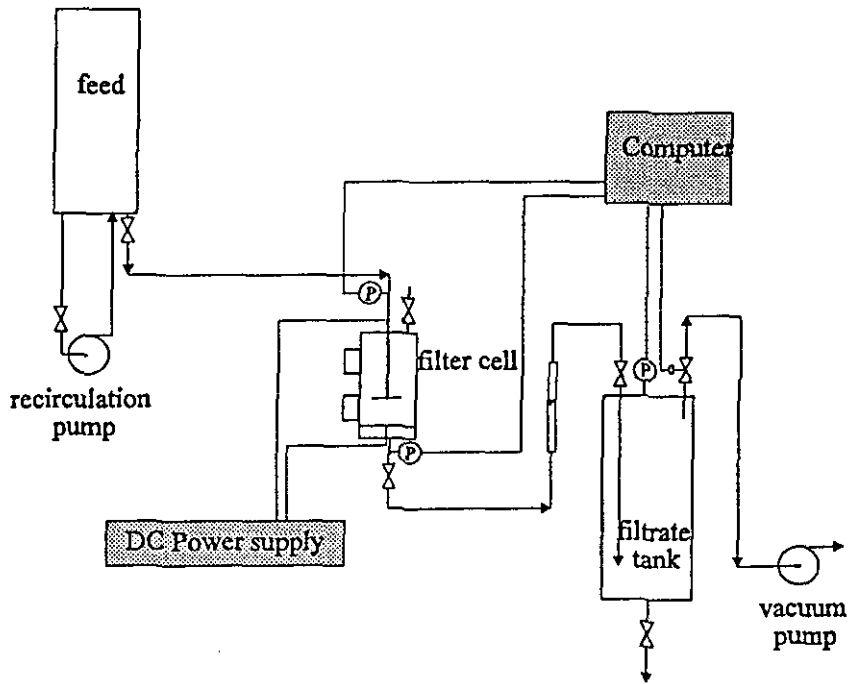 feed
Computer
P
P
filter cell
recirculation
pump
P
DC Power supply
filtrate
tank
vacuum
pump